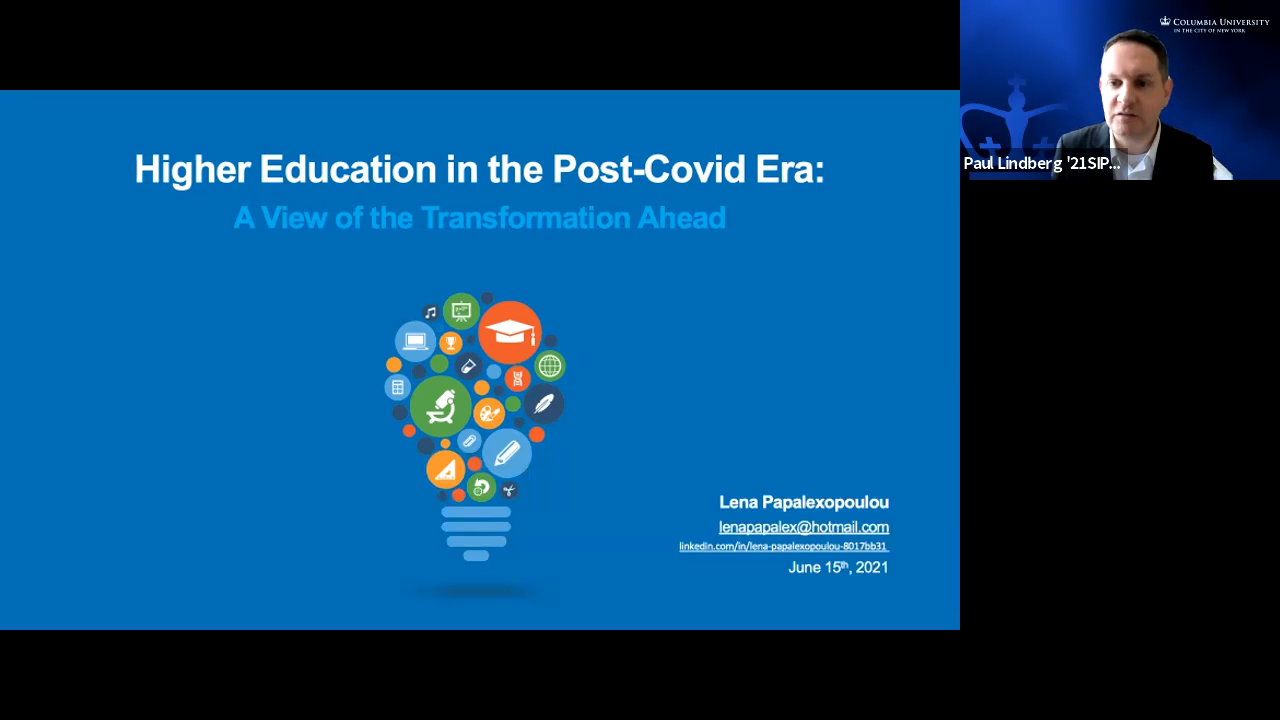 COLUMBIA UNIVERSITY
IN THE CITY OF NEW YORK
Paul Lindberg '21SIP...
Higher Education in the Post-Covid Era:
A View of the Transformation Ahead
Lena Papalexopoulou
lenapapalex@hotmail.com
linkedin.com/in/lena-papalexopoulou-8017bb31
June 15th, 2021